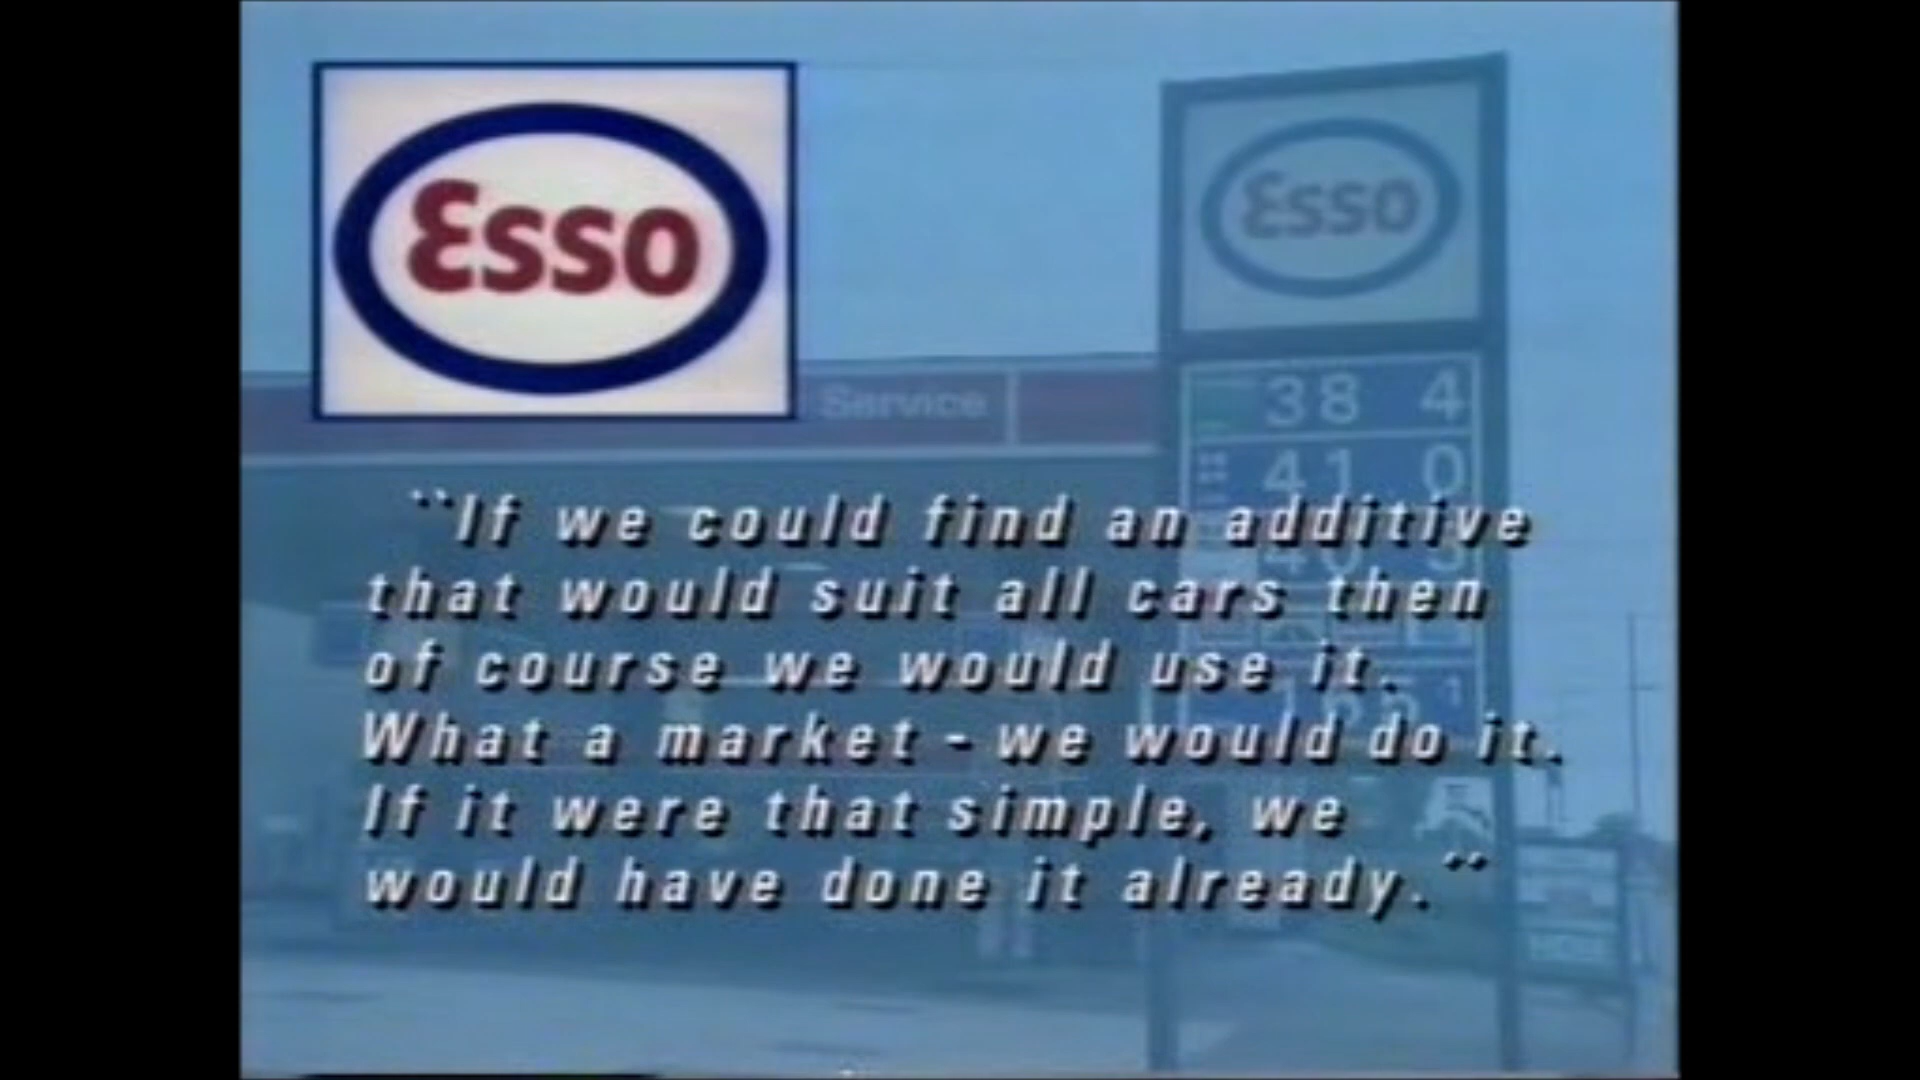 Esso
Esso
Service
38 4
41 0
``If we could find an additive
that would suit all cars then
of course we would use it.
What a market - we would do it.
If it were that simple, we
would have done it already.´´